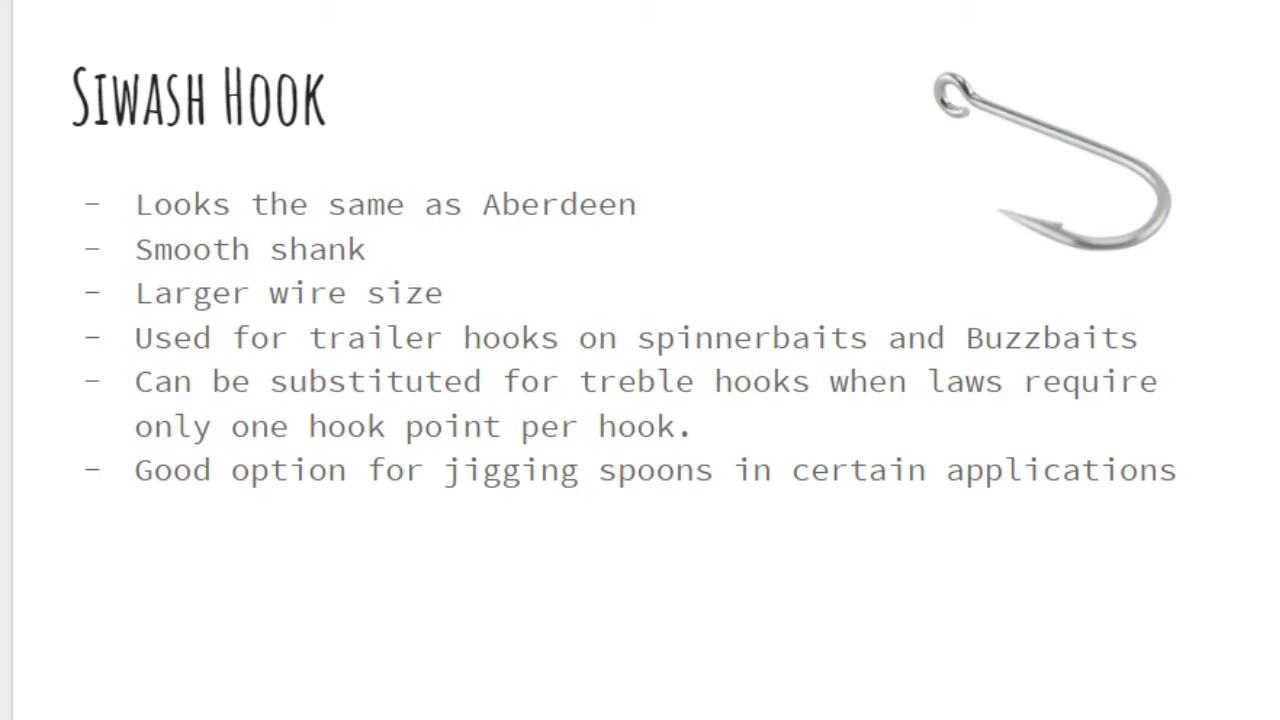 Siwash Hook
- Looks the same as Aberdeen
- Smooth shank
- Larger wire size
- Used for trailer hooks on spinnerbaits and Buzzbaits
- Can be substituted for treble hooks when laws require
only one hook point per hook.
- Good option for jigging spoons in certain applications